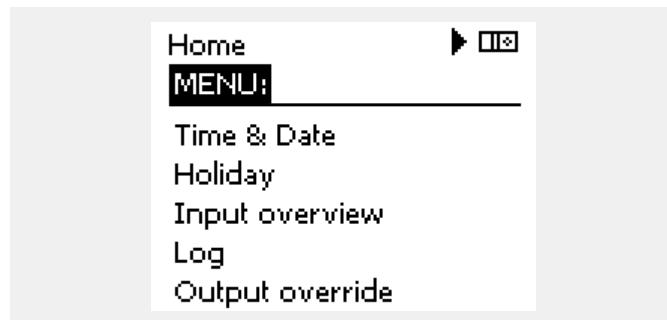 Home
MENU:
Time & Date
Holiday
Input overview
Log
Output override